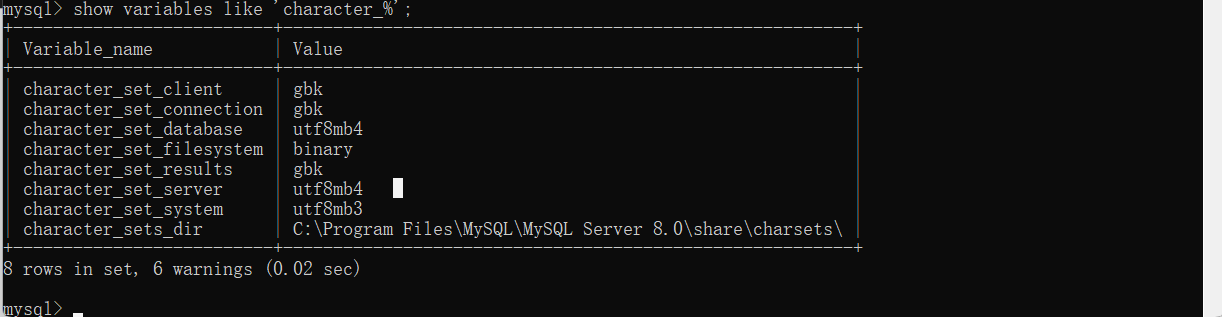 mysql> show variables like 'character_%';
+--------------------------+---------------------------------------------------------+
| Variable_name | Value |
+--------------------------+---------------------------------------------------------+
| character_set_client | gbk |
| character_set_connection | gbk |
| character_set_database | utf8mb4 |
| character_set_filesystem | binary |
| character_set_results | gbk |
| character_set_server | utf8mb4 |
| character_set_system | utf8mb3 |
| character_sets_dir | C:\Program Files\MySQL\MySQL Server 8.0\share\charsets\ |
+--------------------------+---------------------------------------------------------+
8 rows in set, 6 warnings (0.02 sec)
mysql>